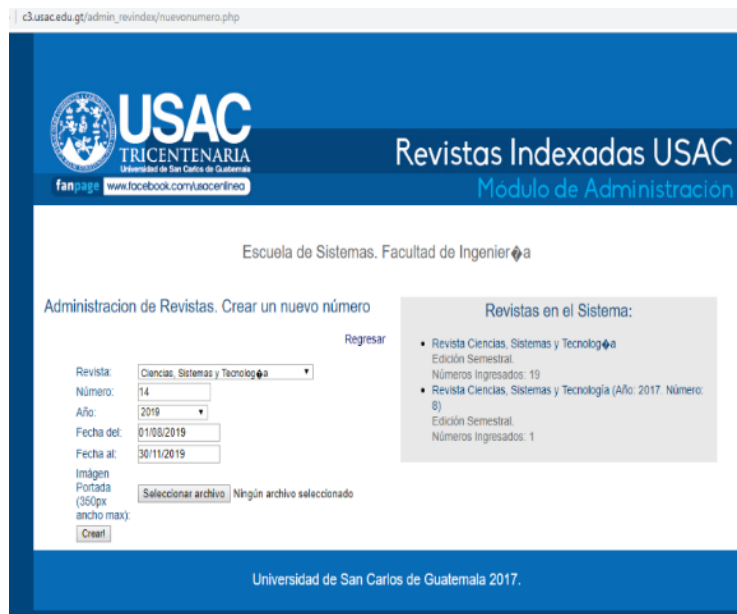 c3.usac.edu.gt/admin_revindex/nuevonumero.php
USAC
TRICENTENARIA
Universidad de San Carlos de Guatemala
fanpage www.facebook.com/usacenlinea
Revistas Indexadas USAC
Módulo de Administración
Escuela de Sistemas. Facultad de Ingenier�a
Administracion de Revistas. Crear un nuevo número
Regresar
Revista: Ciencias, Sistemas y Tecnolog�a
Número: 14
Año: 2019
Fecha del: 01/08/2019
Fecha al: 30/11/2019
Imágen
Portada
(350px
ancho max):
Seleccionar archivo Ningún archivo seleccionado
Crear!
Revistas en el Sistema:
Revista Ciencias, Sistemas y Tecnolog�a
Edición Semestral.
Números Ingresados: 19
Revista Ciencias, Sistemas y Tecnología (Año: 2017. Número:
8)
Edición Semestral.
Números Ingresados: 1
Universidad de San Carlos de Guatemala 2017.